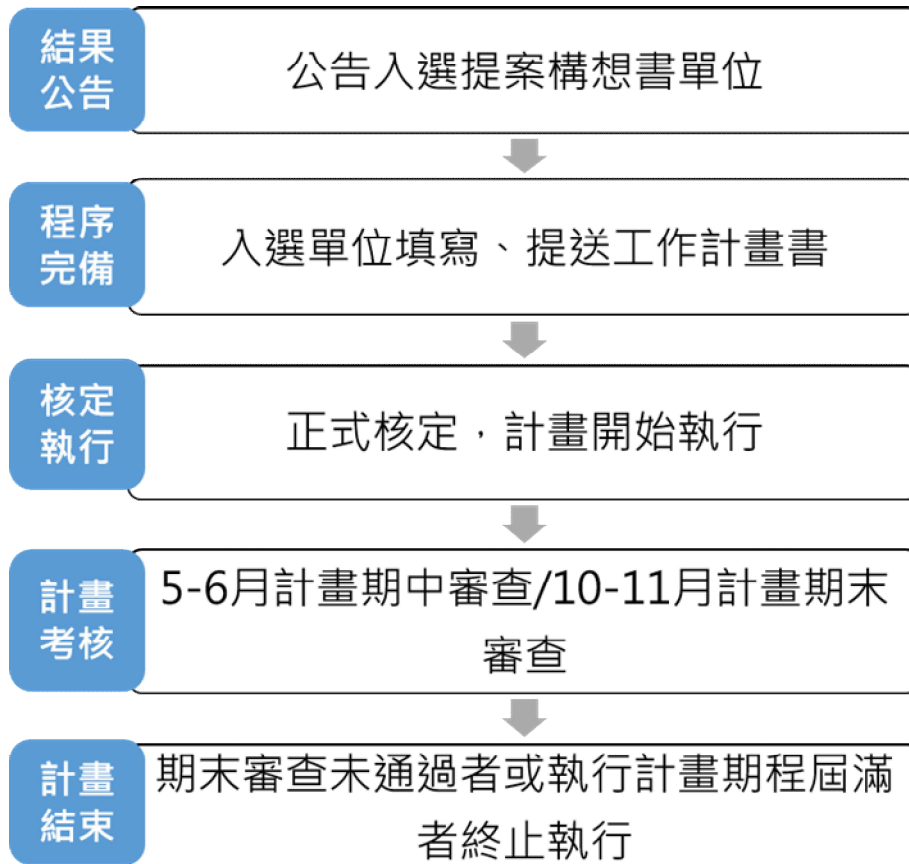 結果
公告
公告入選提案構想書單位
程序
完備
入選單位填寫、提送工作計畫書
核定
執行
正式核定，計畫開始執行
計畫
考核
5-6月計畫期中審查/10-11月計畫期末
審查
計畫
結束
期末審查未通過者或執行計畫期程屆滿
者終止執行